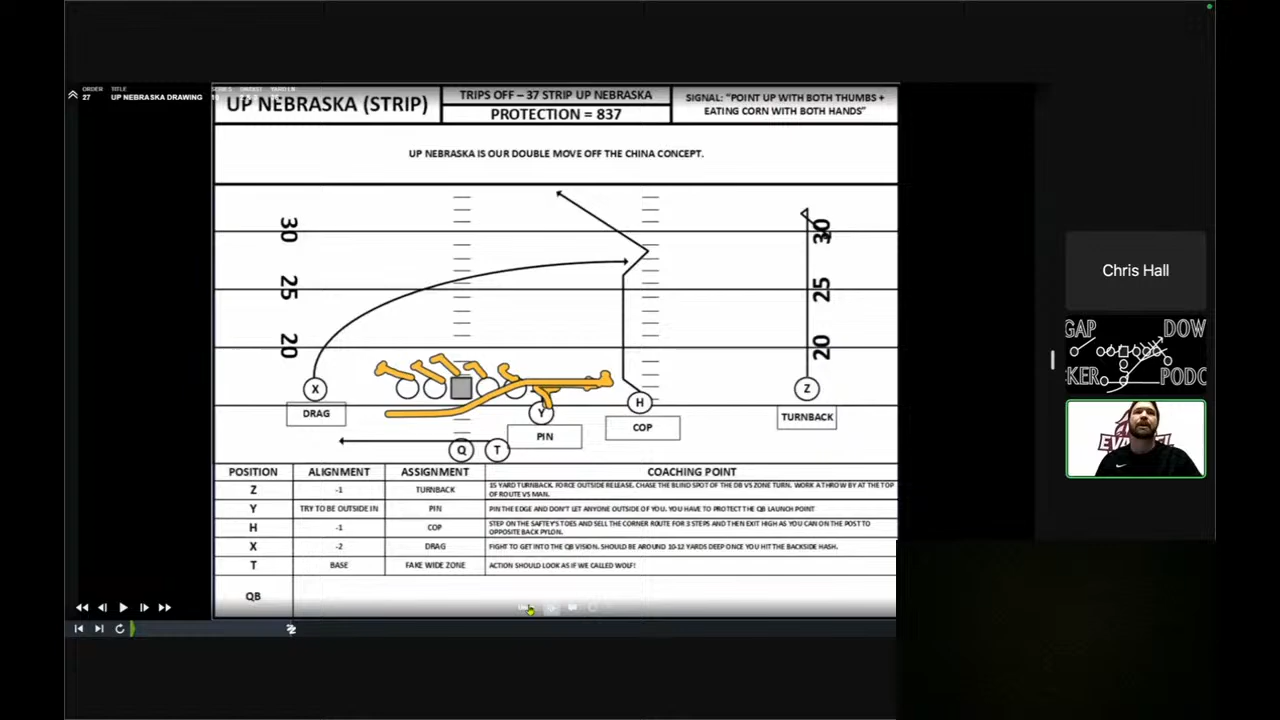 ORDER
TITLE
27
UP NEBRASKA DRAWING
UP NEBRASKA (STRIP)
TRIPS OFF – 37 STRIP UP NEBRASKA
PROTECTION = 837
SIGNAL: "POINT UP WITH BOTH THUMBS +
EATING CORN WITH BOTH HANDS"
UP NEBRASKA IS OUR DOUBLE MOVE OFF THE CHINA CONCEPT.
30
30
25
25
20
20
X
H
Z
Y
DRAG
TURNBACK
COP
PIN
Q
T
POSITION
ALIGNMENT
ASSIGNMENT
COACHING POINT
Z
-1
TURNBACK
15 YARD TURNBACK. FORCE OUTSIDE RELEASE. CHASE THE BLIND SPOT OF THE DB VS ZONE TURN. WORK A THROW BY AT THE TOP
OF ROUTE VS MAN.
Y
TRY TO BE OUTSIDE IN
PIN
PIN THE EDGE AND DON'T LET ANYONE OUTSIDE OF YOU. YOU HAVE TO PROTECT THE QB LAUNCH POINT
H
-1
COP
STEP ON THE SAFTEY'S TOES AND SELL THE CORNER ROUTE FOR 3 STEPS AND THEN EXIT HIGH AS YOU CAN ON THE POST TO
OPPOSITE BACK PYLON.
X
-2
DRAG
FIGHT TO GET INTO THE QB VISION. SHOULD BE AROUND 10-12 YARDS DEEP ONCE YOU HIT THE BACKSIDE HASH.
T
BASE
FAKE WIDE ZONE
ACTION SHOULD LOOK AS IF WE CALLED WOLF!
QB
Chris Hall
GAP
DOW
KER
PODC